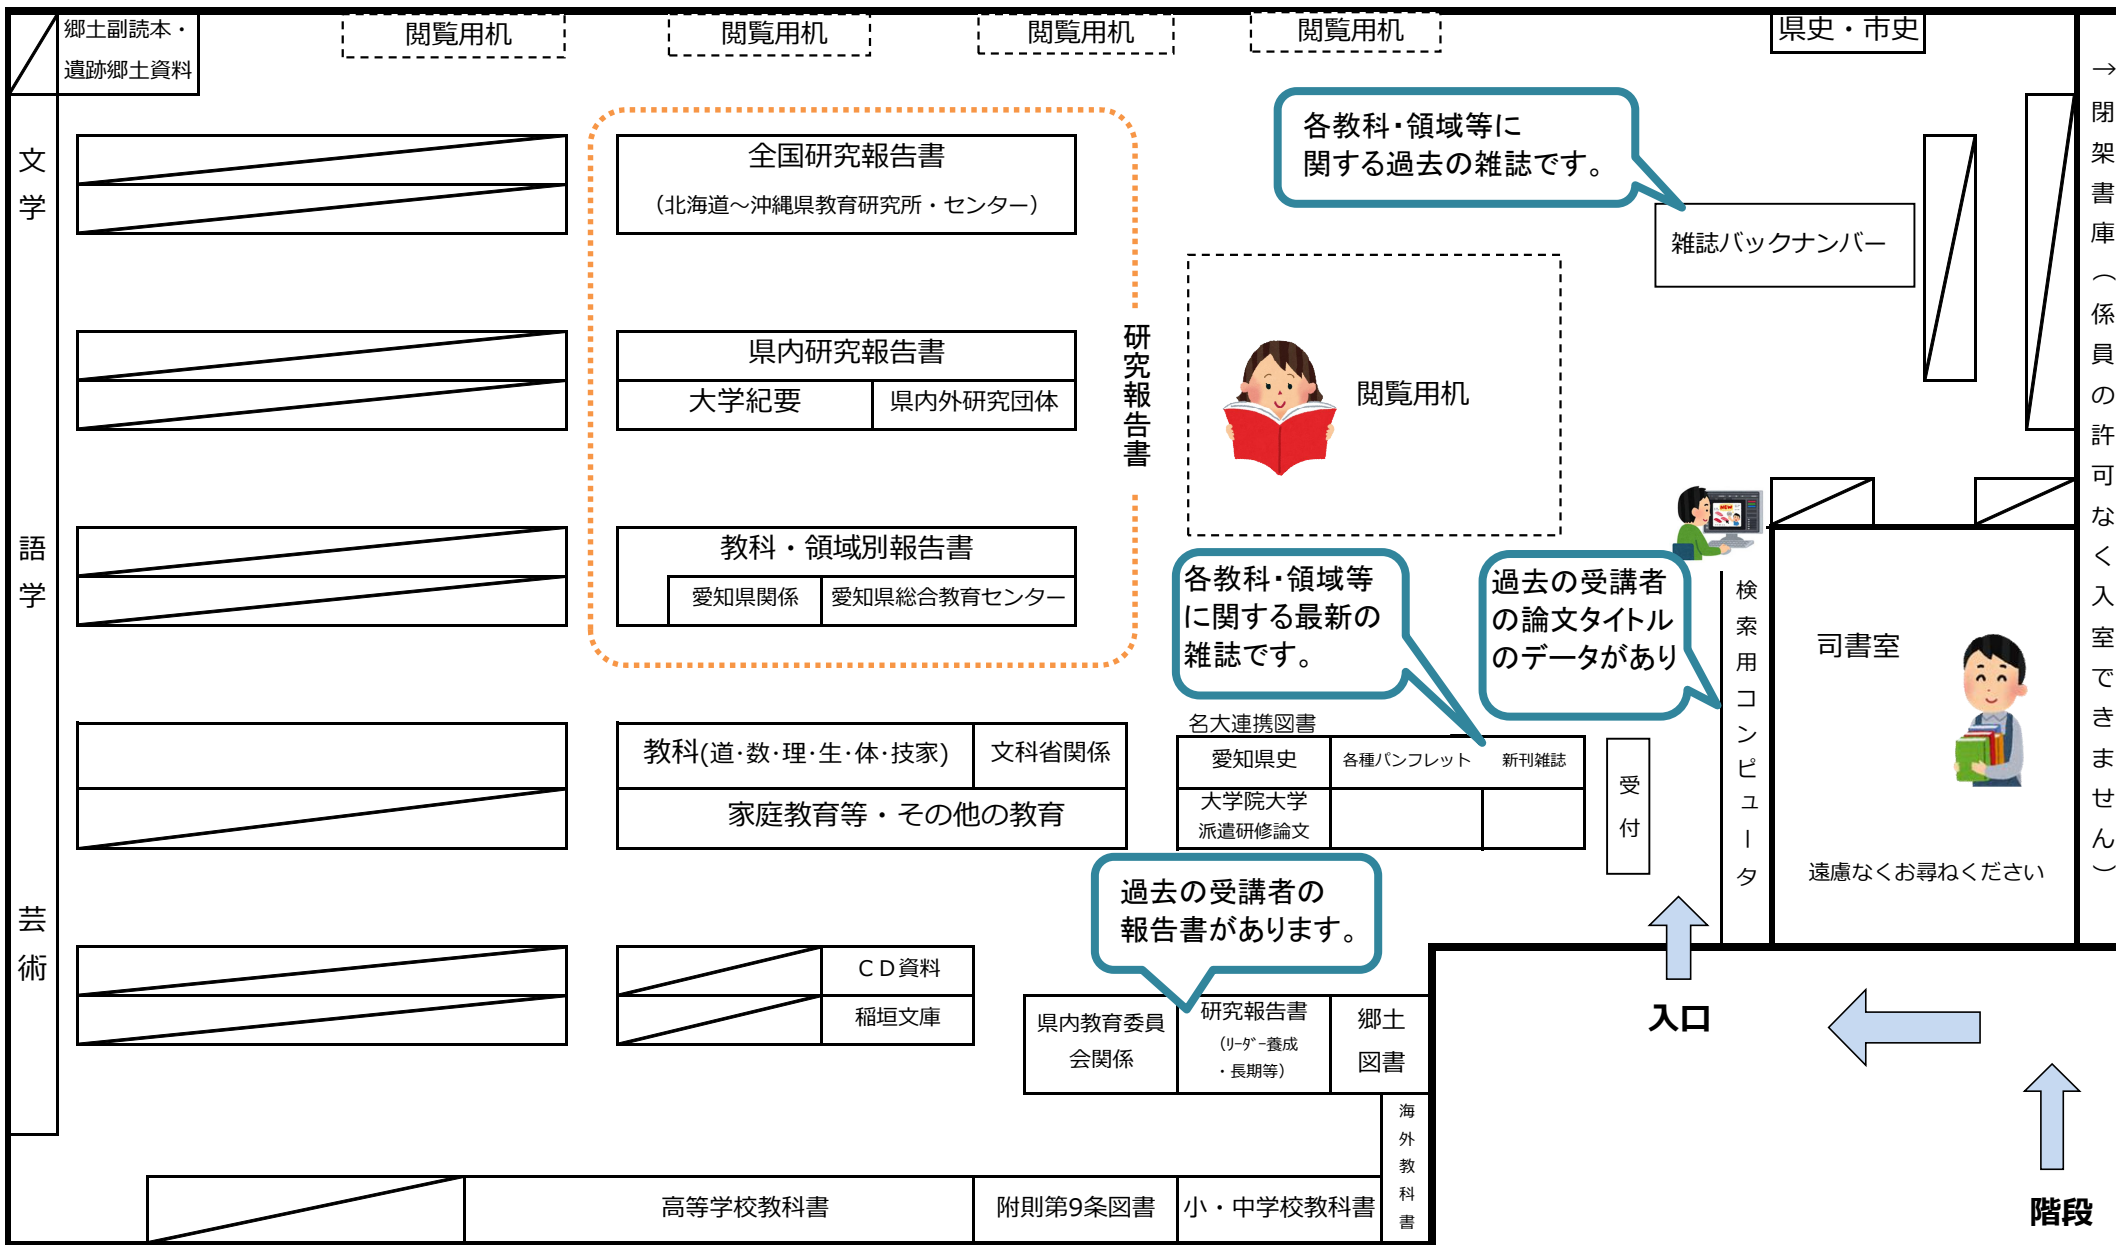 郷土副読本・
遺跡郷土資料
閲覧用机
閲覧用机
閲覧用机
閲覧用机
県史・市史
→閉架書庫（係員の許可なく入室できません）
文学
語学
芸術
全国研究報告書
（北海道～沖縄県教育研究所・センター）
県内研究報告書
大学紀要
県内外研究団体
教科・領域別報告書
愛知県関係
愛知県総合教育センター
研究報告書
各教科・領域等に
関する過去の雑誌です。
雑誌バックナンバー
閲覧用机
各教科・領域等
に関する最新の
雑誌です。
過去の受講者
の論文タイトル
のデータがあり
検索用コンピュータ
司書室
遠慮なくお尋ねください
教科(道・数・理・生・体・技家)
文科省関係
家庭教育等・その他の教育
名大連携図書
愛知県史
各種パンフレット
新刊雑誌
大学院大学
派遣研修論文
受付
過去の受講者の
報告書があります。
ＣＤ資料
稲垣文庫
県内教育委員
会関係
研究報告書
（ﾘｰﾀﾞｰ養成
・長期等）
郷土
図書
入口
階段
海外教科書
高等学校教科書
附則第9条図書
小・中学校教科書